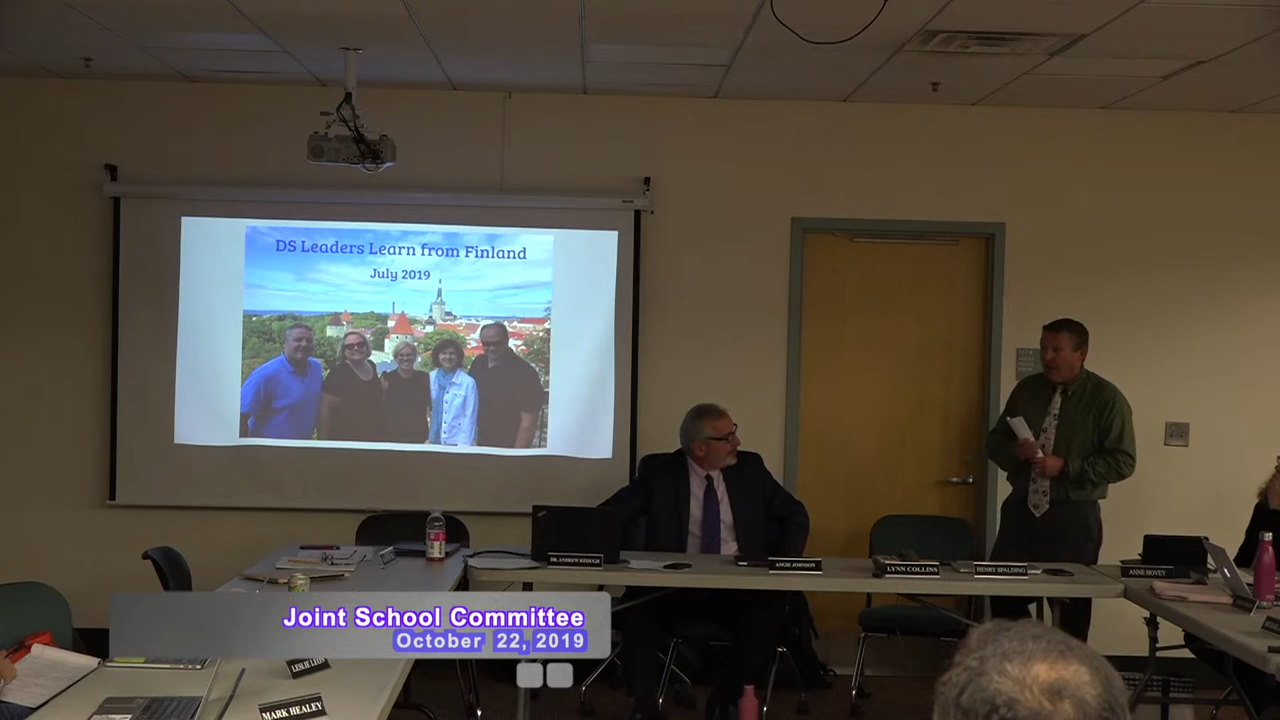 DS Leaders Learn from Finland
July 2019
DR. ANDREW KEOUGH
ANGIE JOHNSON
LYNN COLLINS
HENRY SPALDING
ANNE HOVEY
Joint School Committee
October 22, 2019
LESLIE LEON
MARK HEALEY